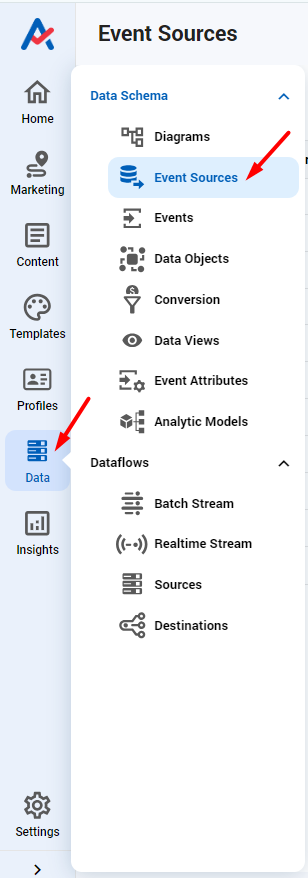 Event Sources
Home
Marketing
Content
Templates
Profiles
Data
Insights
Settings
Data Schema
Diagrams
Event Sources
Events
Data Objects
Conversion
Data Views
Event Attributes
Analytic Models
Dataflows
Batch Stream
Realtime Stream
Sources
Destinations